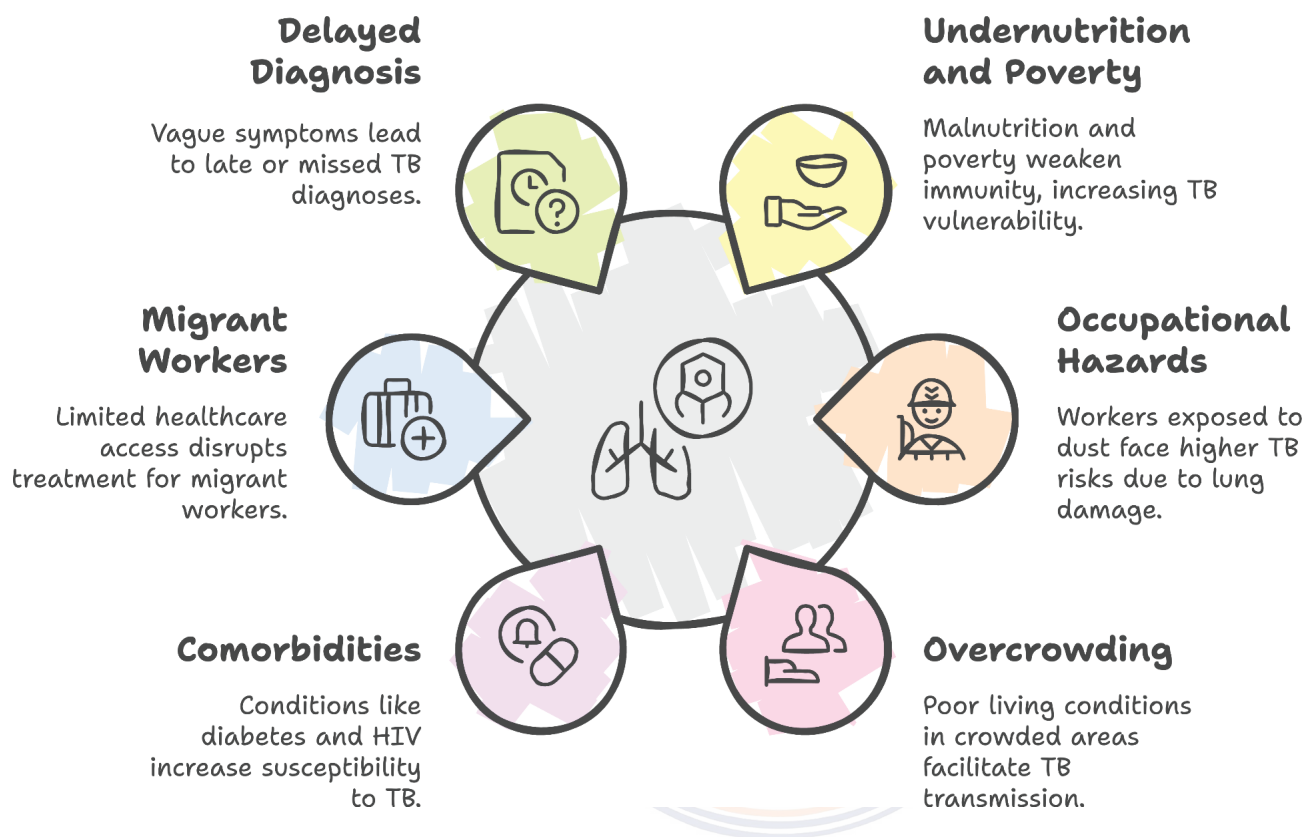 Delayed
Diagnosis
Vague symptoms lead
to late or missed TB
diagnoses.
Undernutrition
and Poverty
Malnutrition and
poverty weaken
immunity, increasing TB
vulnerability.
Migrant
Workers
Limited healthcare
access disrupts
treatment for migrant
workers.
Occupational
Hazards
Workers exposed to
dust face higher TB
risks due to lung
damage.
Comorbidities
Conditions like
diabetes and HIV
increase susceptibility
to TB.
Overcrowding
Poor living conditions
in crowded areas
facilitate TB
transmission.